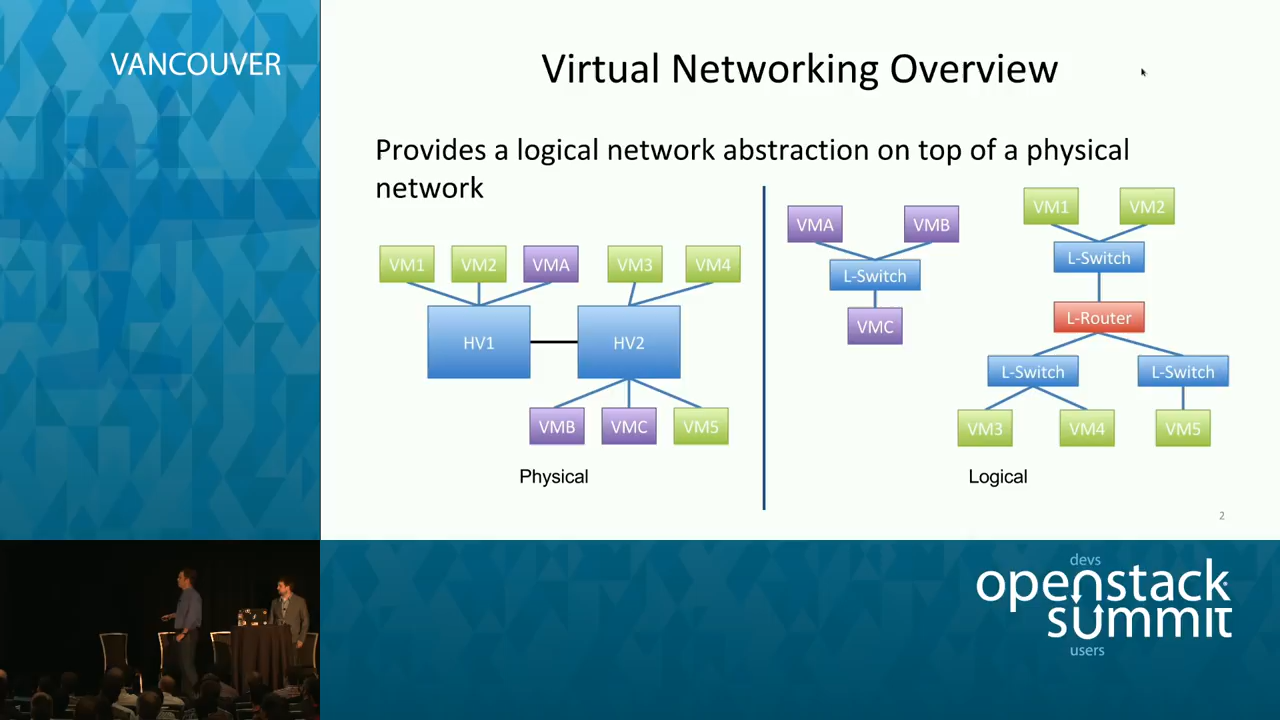 VANCOUVER
Virtual Networking Overview
Provides a logical network abstraction on top of a physical
network
VM1 VM2 VMA VM3 VM4
HV1 HV2
VMB VMC VM5
Physical
VMA VMB
L-Switch
VMC
VM1 VM2
L-Switch
L-Router
L-Switch L-Switch
VM3 VM4 VM5
Logical
2
devs
openstack
summit
users